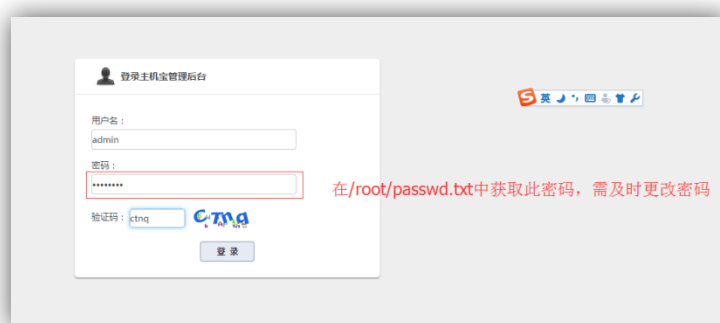 登录主机宝管理后台
用户名：
admin
密码：
••••••••
在/root/passwd.txt中获取此密码，需及时更改密码
验证码：
ctnq
CTnq
登 录
英